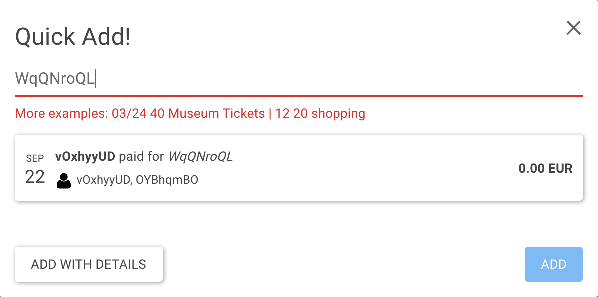 Quick Add!
WqQNroQL
More examples: 03/24 40 Museum Tickets | 12 20 shopping
SEP
22
vOxhyyUD paid for WqQNroQL
vOxhyyUD, OYBhqmBO
0.00 EUR
ADD WITH DETAILS
ADD